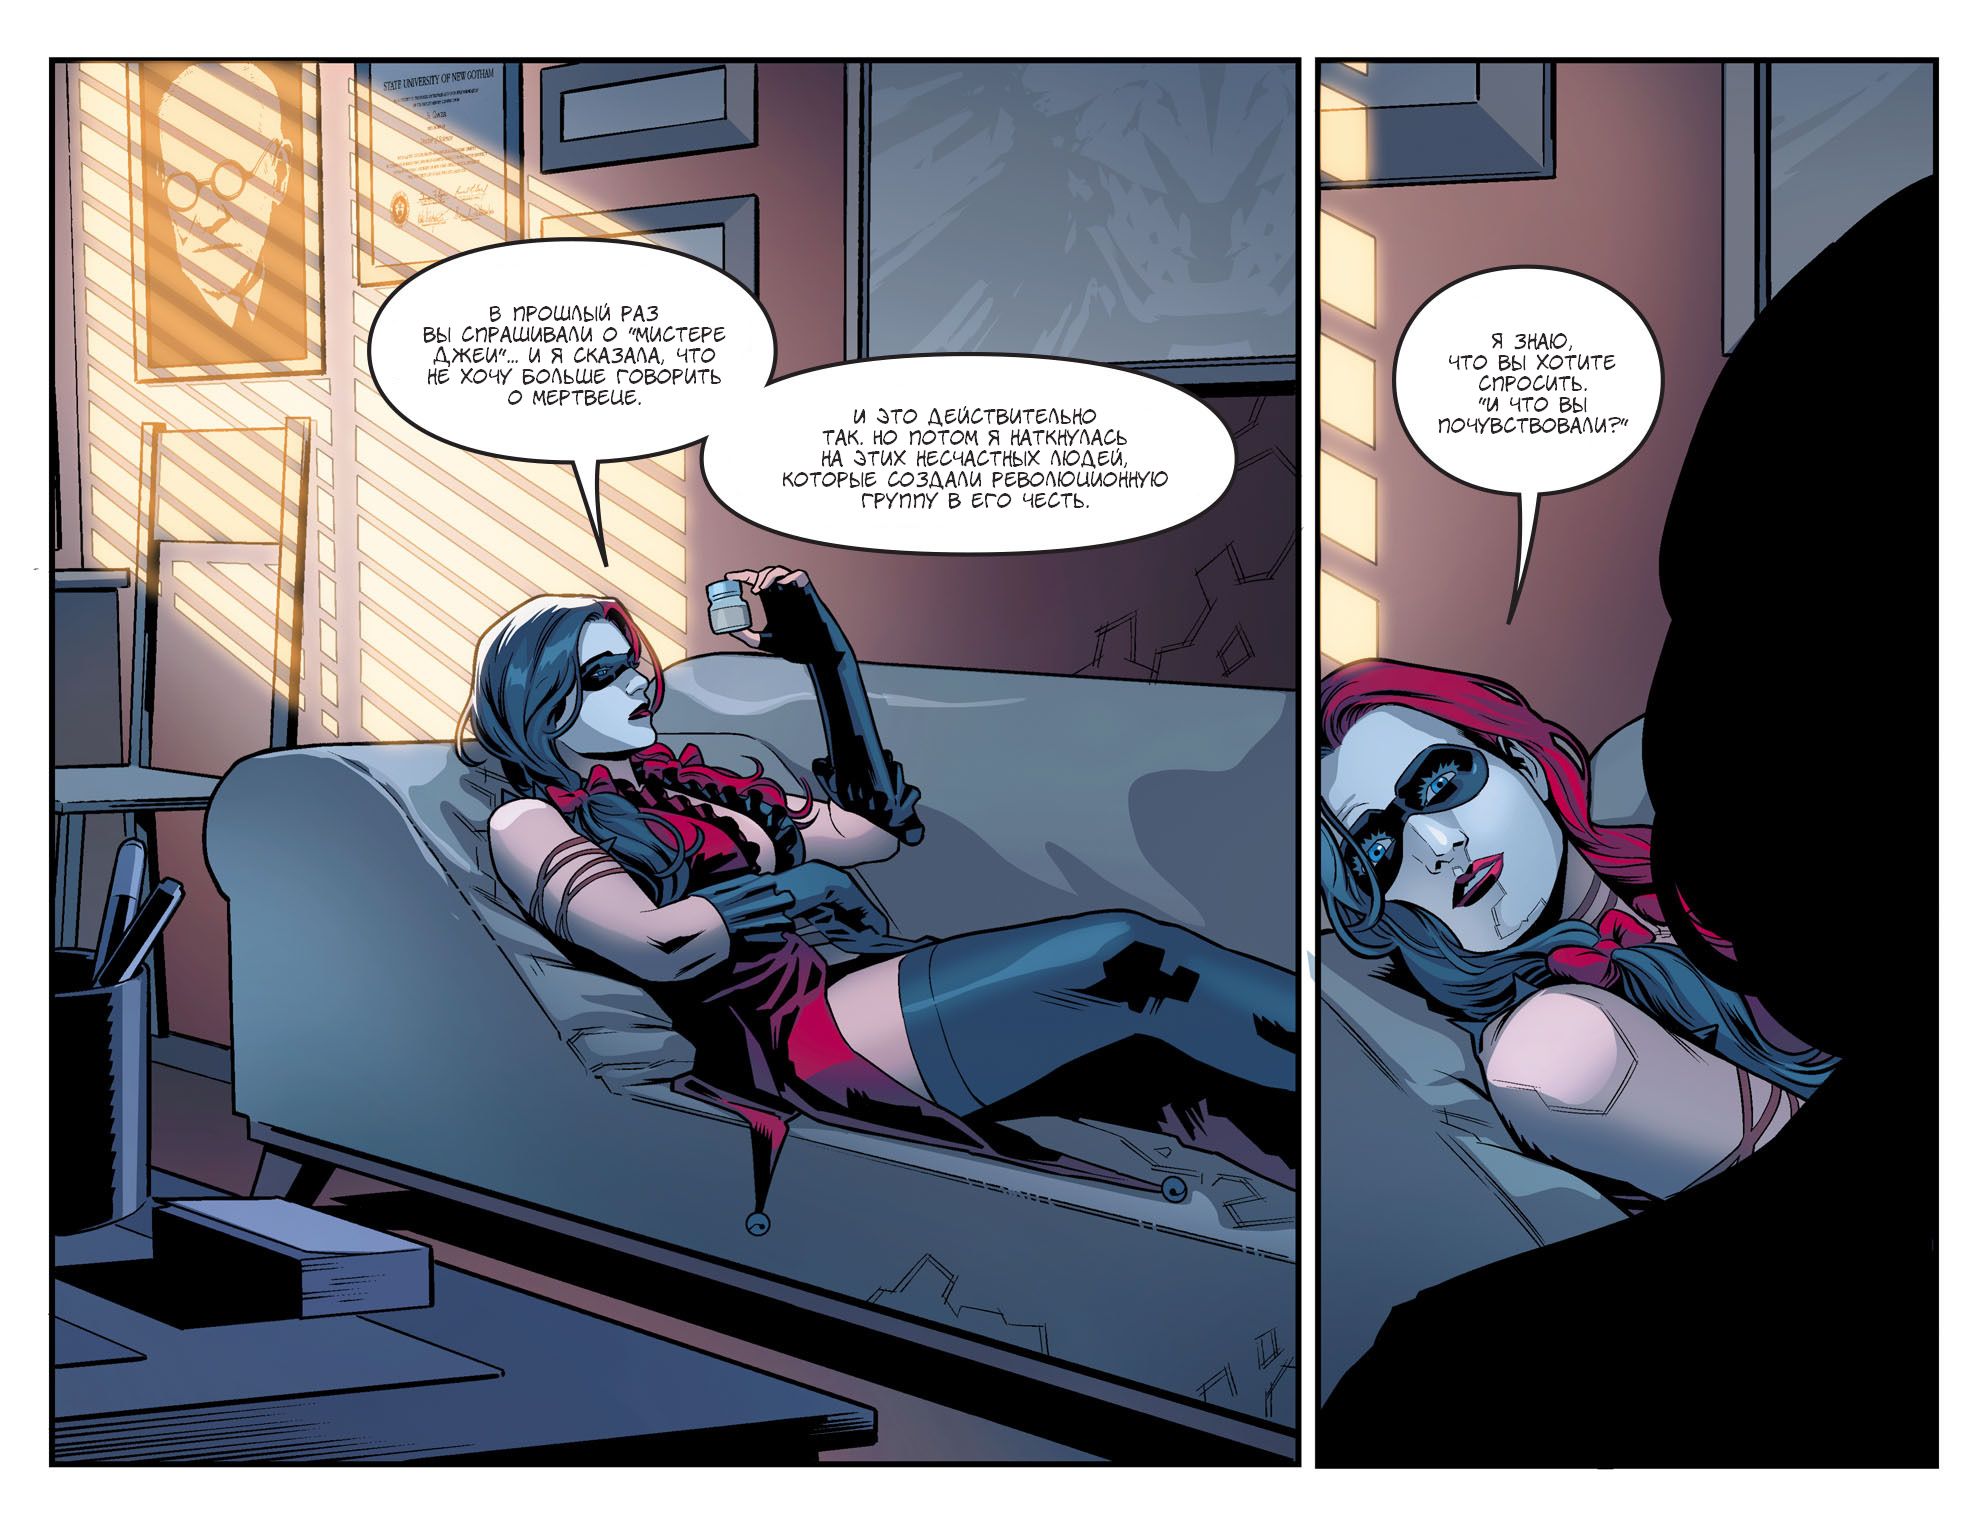 STATE UNIVERSITY OF NEW GOTHAM
В ПРОШЛЫЙ РАЗ
ВЫ СПРАШИВАЛИ О "МИСТЕРЕ
ДЖЕИ"... И Я СКАЗАЛА, ЧТО
НЕ ХОЧУ БОЛЬШЕ ГОВОРИТЬ
О МЕРТВЕЦЕ.
И ЭТО ДЕЙСТВИТЕЛЬНО
ТАК. НО ПОТОМ Я НАТКНУЛАСЬ
НА ЭТИХ НЕСЧАСТНЫХ ЛЮДЕЙ,
КОТОРЫЕ СОЗДАЛИ РЕВОЛЮЦИОННУЮ
ГРУППУ В ЕГО ЧЕСТЬ.
Я ЗНАЮ,
ЧТО ВЫ ХОТИТЕ
СПРОСИТЬ.
"И ЧТО ВЫ
ПОЧУВСТВОВАЛИ?"